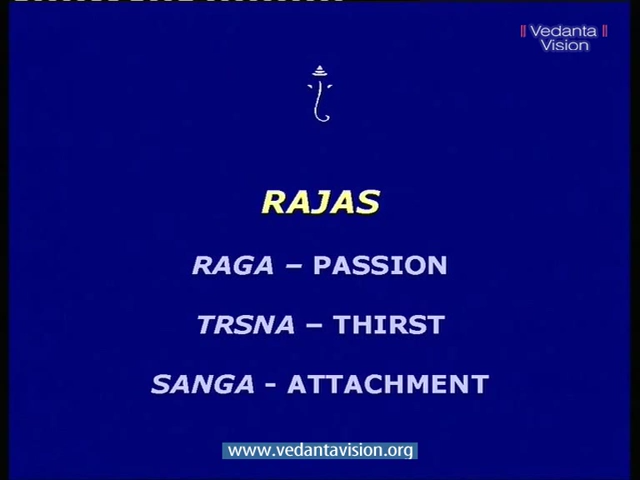 Vedanta
Vision
RAJAS
RAGA – PASSION
TRSNA – THIRST
SANGA - ATTACHMENT
www.vedantavision.org